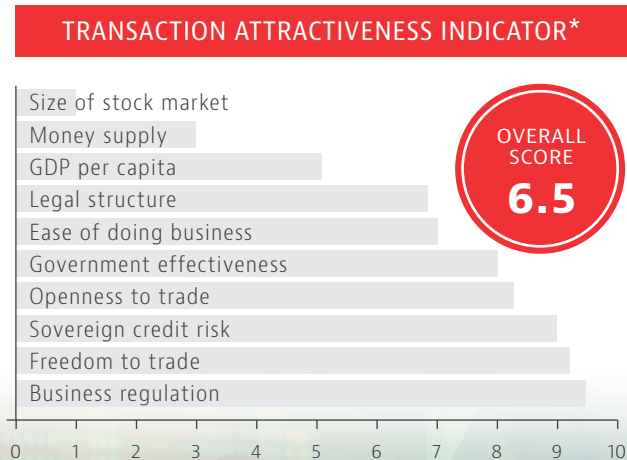 TRANSACTION ATTRACTIVENESS INDICATOR*
Size of stock market
Money supply
GDP per capita
Legal structure
Ease of doing business
Government effectiveness
Openness to trade
Sovereign credit risk
Freedom to trade
Business regulation
OVERALL
SCORE
6.5
0 1 2 3 4 5 6 7 8 9 10